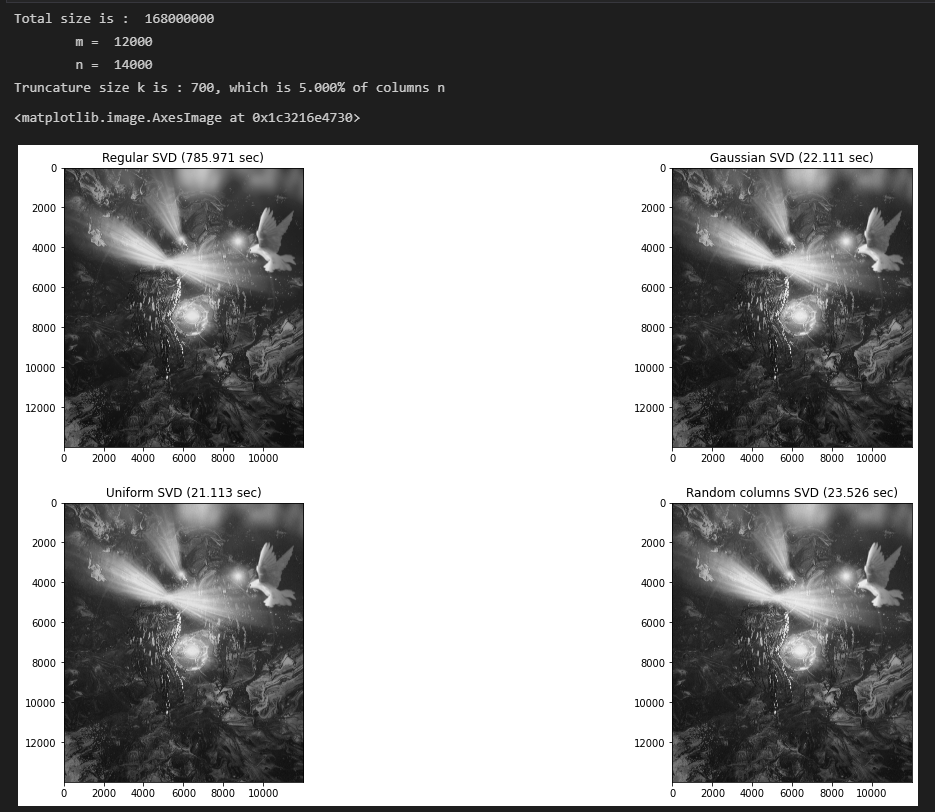 Total size is :  168000000
m =  12000
n =  14000
Truncature size k is : 700, which is 5.000% of columns n
<matplotlib.image.AxesImage at 0x1c3216e4730>
Regular SVD (785.971 sec)
0
2000
4000
6000
8000
10000
12000
0 2000 4000 6000 8000 10000
Gaussian SVD (22.111 sec)
0
2000
4000
6000
8000
10000
12000
0 2000 4000 6000 8000 10000
Uniform SVD (21.113 sec)
0
2000
4000
6000
8000
10000
12000
0 2000 4000 6000 8000 10000
Random columns SVD (23.526 sec)
0
2000
4000
6000
8000
10000
12000
0 2000 4000 6000 8000 10000